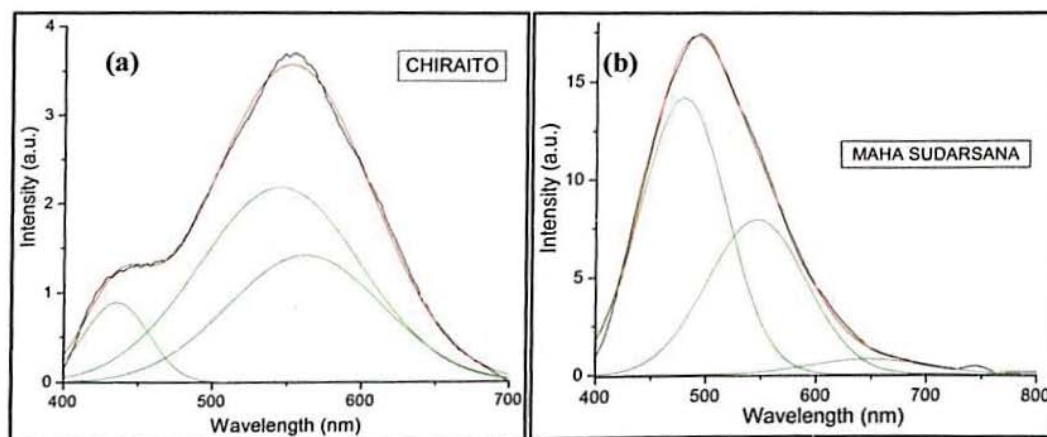 (a)
CHIRAITO
Intensity (a.u.)
4
3
2
1
0
400 500 600 700
Wavelength (nm)
(b)
MAHA SUDARSANA
Intensity (a.u.)
15
10
5
0
400 500 600 700 800
Wavelength (nm)